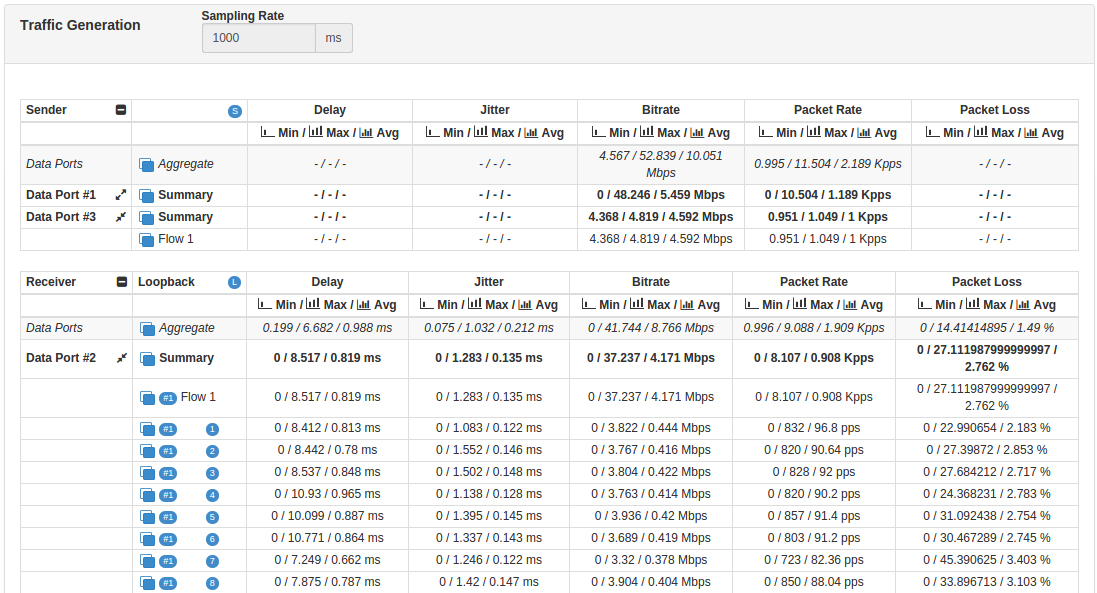 Traffic Generation
Sampling Rate
1000 ms
Sender S Delay Jitter Bitrate Packet Rate Packet Loss
Min / Max / Avg Min / Max / Avg Min / Max / Avg Min / Max / Avg Min / Max / Avg
Data Ports Aggregate - / - / - - / - / - 4.567 / 52.839 / 10.051 Mbps 0.995 / 11.504 / 2.189 Kpps - / - / -
Data Port #1 Summary - / - / - - / - / - 0 / 48.246 / 5.459 Mbps 0 / 10.504 / 1.189 Kpps - / - / -
Data Port #3 Summary - / - / - - / - / - 4.368 / 4.819 / 4.592 Mbps 0.951 / 1.049 / 1 Kpps - / - / -
Flow 1 - / - / - - / - / - 4.368 / 4.819 / 4.592 Mbps 0.951 / 1.049 / 1 Kpps - / - / -
Receiver Loopback L Delay Jitter Bitrate Packet Rate Packet Loss
Min / Max / Avg Min / Max / Avg Min / Max / Avg Min / Max / Avg Min / Max / Avg
Data Ports Aggregate 0.199 / 6.682 / 0.988 ms 0.075 / 1.032 / 0.212 ms 0 / 41.744 / 8.766 Mbps 0.996 / 9.088 / 1.909 Kpps 0 / 14.41414895 / 1.49 %
Data Port #2 Summary 0 / 8.517 / 0.819 ms 0 / 1.283 / 0.135 ms 0 / 37.237 / 4.171 Mbps 0 / 8.107 / 0.908 Kpps 0 / 27.111987999999997 / 2.762 %
#1 Flow 1 0 / 8.517 / 0.819 ms 0 / 1.283 / 0.135 ms 0 / 37.237 / 4.171 Mbps 0 / 8.107 / 0.908 Kpps 0 / 27.111987999999997 / 2.762 %
#1 1 0 / 8.412 / 0.813 ms 0 / 1.083 / 0.122 ms 0 / 3.822 / 0.444 Mbps 0 / 832 / 96.8 pps 0 / 22.990654 / 2.183 %
#1 2 0 / 8.442 / 0.78 ms 0 / 1.552 / 0.146 ms 0 / 3.767 / 0.416 Mbps 0 / 820 / 90.64 pps 0 / 27.39872 / 2.853 %
#1 3 0 / 8.537 / 0.848 ms 0 / 1.502 / 0.148 ms 0 / 3.804 / 0.422 Mbps 0 / 828 / 92 pps 0 / 27.684212 / 2.717 %
#1 4 0 / 10.93 / 0.965 ms 0 / 1.138 / 0.128 ms 0 / 3.763 / 0.414 Mbps 0 / 820 / 90.2 pps 0 / 24.368231 / 2.783 %
#1 5 0 / 10.099 / 0.887 ms 0 / 1.395 / 0.145 ms 0 / 3.936 / 0.42 Mbps 0 / 857 / 91.4 pps 0 / 31.092438 / 2.754 %
#1 6 0 / 10.771 / 0.864 ms 0 / 1.337 / 0.143 ms 0 / 3.689 / 0.419 Mbps 0 / 803 / 91.2 pps 0 / 30.467289 / 2.745 %
#1 7 0 / 7.249 / 0.662 ms 0 / 1.246 / 0.122 ms 0 / 3.32 / 0.378 Mbps 0 / 723 / 82.36 pps 0 / 45.390625 / 3.403 %
#1 8 0 / 7.875 / 0.787 ms 0 / 1.42 / 0.147 ms 0 / 3.904 / 0.404 Mbps 0 / 850 / 88.04 pps 0 / 33.896713 / 3.103 %